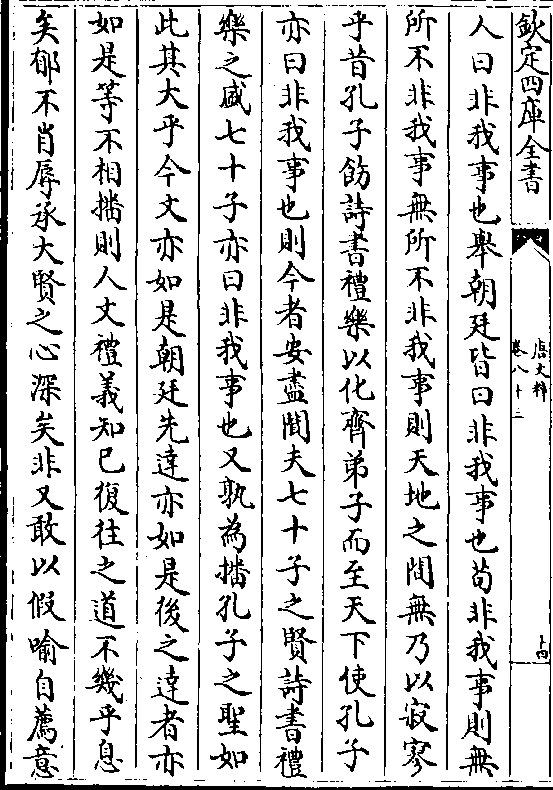 欽定四庫全書
唐文粹
卷八十三
十四
人曰非我事也舉朝廷皆曰非我事也苟非我事則無
所不非我事無所不非我事則天地之間無乃以寂寥
乎昔孔子飭詩書禮樂以化齊弟子而至天下使孔子
亦曰非我事也則今者安盡聞夫七十子之賢詩書禮
樂之盛七十子亦曰非我事也又孰為播孔子之聖如
此其大乎今文亦如是朝廷先達亦如是後之達者亦
如是等不相播則人文禮義知已復往之道不幾乎息
矣郁不肖辱承大賢之心深矣非又敢以假喻自薦意